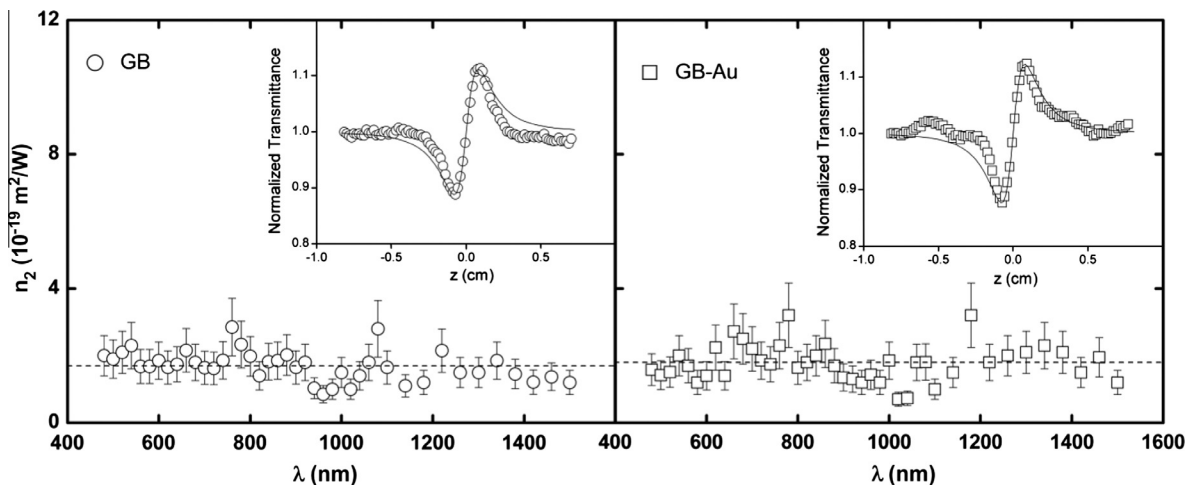 12
8
4
0
n2 (10-19 m2/W)
GB
Normalized Transmittance
1.1
1.0
0.9
0.8
-1.0 -0.5 0.0 0.5
z (cm)
400 600 800 1000 1200 1400
λ (nm)
GB-Au
Normalized Transmittance
1.1
1.0
0.9
0.8
-1.0 -0.5 0.0 0.5
z (cm)
400 600 800 1000 1200 1400 1600
λ (nm)